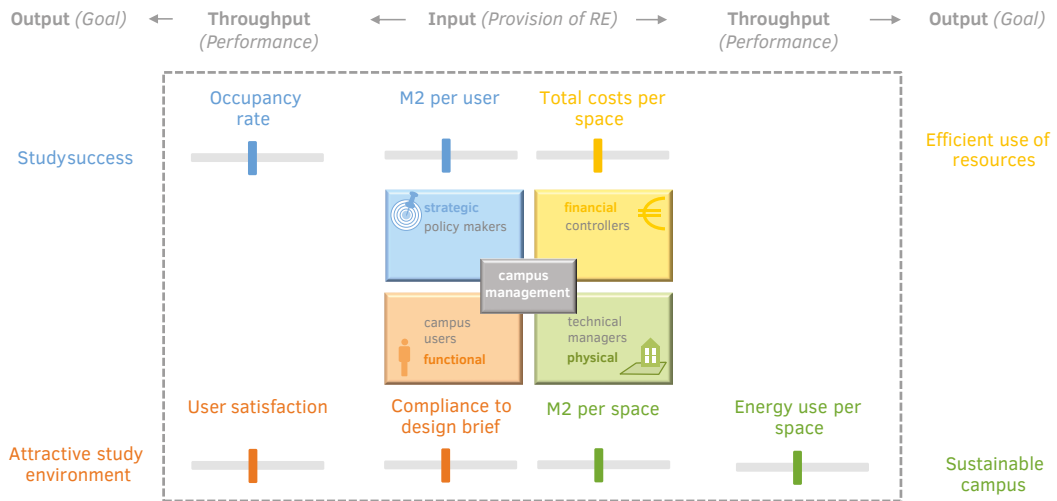 Output (Goal)
Throughput
(Performance)
Input (Provision of RE)
Throughput
(Performance)
Output (Goal)
Occupancy
rate
M2 per user
Total costs per
space
Studysuccess
Efficient use of
resources
strategic
policy makers
financial
controllers
campus
management
campus
users
functional
technical
managers
physical
User satisfaction
Compliance to
design brief
M2 per space
Energy use per
space
Attractive study
environment
Sustainable
campus